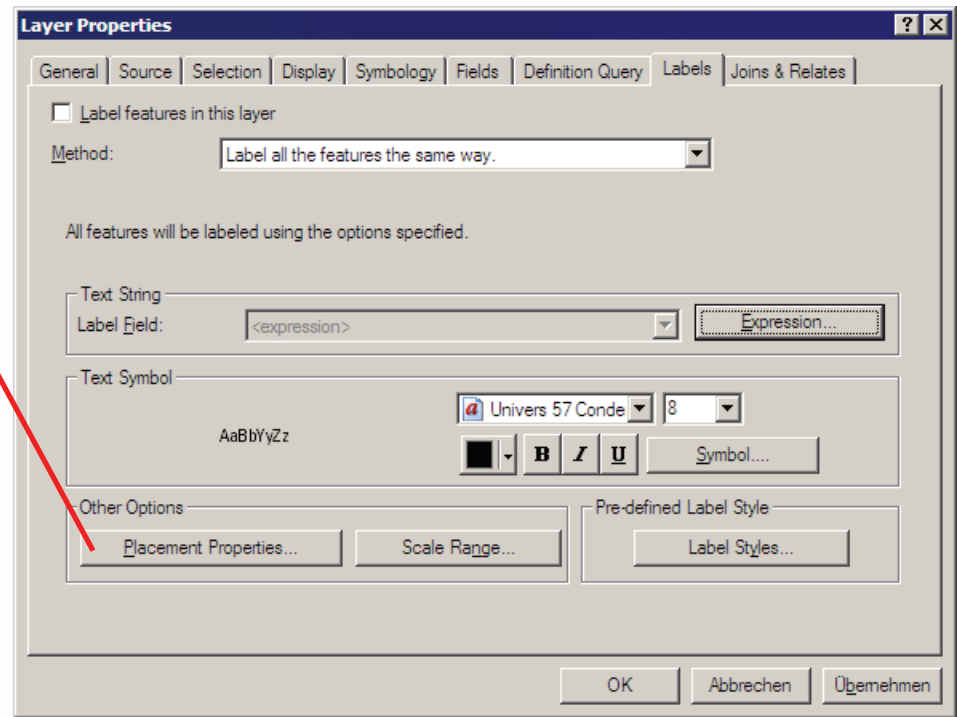 Layer Properties
General Source Selection Display Symbology Fields Definition Query Labels Joins & Relates
Label features in this layer
Method: Label all the features the same way.
All features will be labeled using the options specified.
Text String
Label Field: <expression> Expression...
Text Symbol
AaBbYyZz
a Univers 57 Conde 8
B I U Symbol....
Other Options Pre-defined Label Style
Placement Properties... Scale Range... Label Styles...
OK Abbrechen Übernehmen